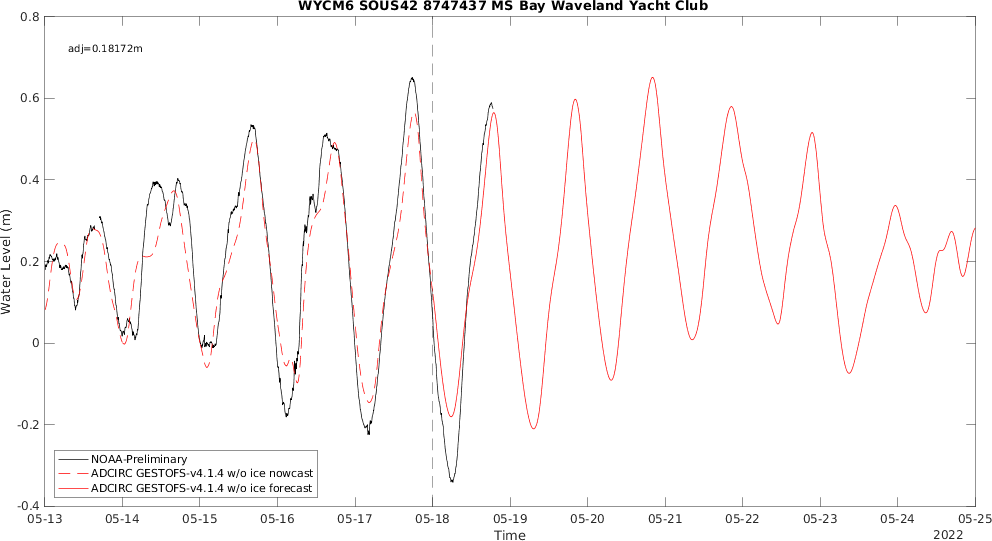 WYCM6 SOUS42 8747437 MS Bay Waveland Yacht Club
0.8
adj=0.18172m
0.6
0.4
0.2
0
-0.2
-0.4
Water Level (m)
NOAA-Preliminary
ADCIRC GESTOFS-v4.1.4 w/o ice nowcast
ADCIRC GESTOFS-v4.1.4 w/o ice forecast
05-13 05-14 05-15 05-16 05-17 05-18 05-19 05-20 05-21 05-22 05-23 05-24 05-25
Time
2022